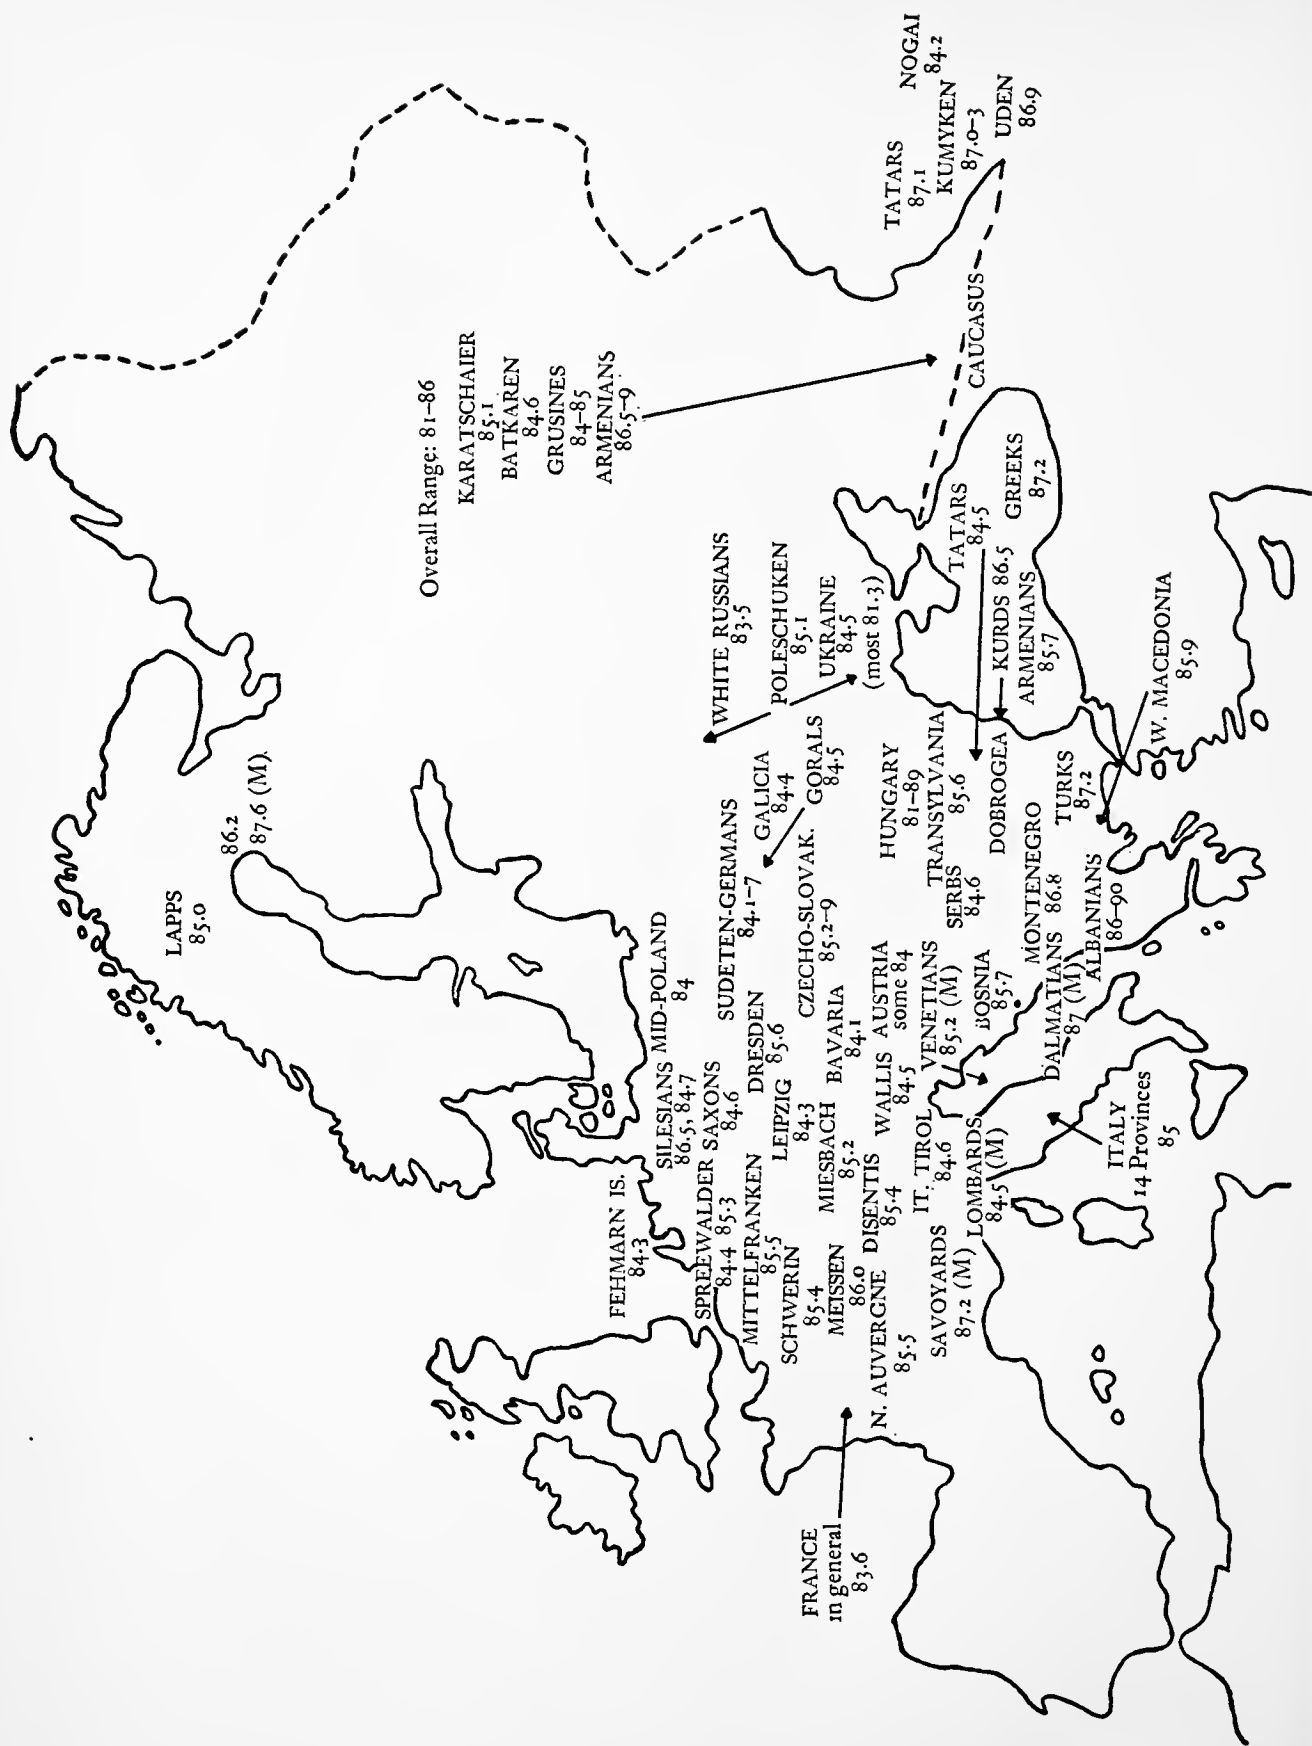 LAPPS
85.0
86.2
87.6 (M).
Overall Range: 81–86
KARATSCHAIER
85.1
BATKAREN
84.6
GRUSINES
84–85
ARMENIANS
86.5–9
FEHMARN IS.
84.3
SILESIANS
86.5, 84.7
MID-POLAND
84
SPREEWALDER
84.4 85.3
SAXONS
84.6
SUDETEN-GERMANS
84.1–7
WHITE RUSSIANS
83.5
MITTELFRANKEN
85.5
DRESDEN
85.6
GALICIA
84.4
POLESCHUKEN
85.1
SCHWERIN
85.4
LEIPZIG
84.3
CZECHO-SLOVAK.
85.2–9
GORALS
84.5
UKRAINE
84.5
(most 81.3)
FRANCE
in general
83.6
MEISSEN
86.0
MIESBACH
85.2
BAVARIA
84.1
N. AUVERGNE
85.5
DISENTIS
85.4
WALLIS
84.5
AUSTRIA
some 84
HUNGARY
81–89
TATARS
87.1
NOGAI
84.2
KUMYKEN
87.0–3
UDEN
86.9
SAVOYARDS
87.2 (M)
IT. TIROL
84.6
VENETIANS
85.2 (M)
SERBS
84.6
TRANSYLVANIA
85.6
TATARS
84.5
CAUCASUS
LOMBARDS
84.5 (M)
BOSNIA
85.7
DOBROGEA
KURDS 86.5
ARMENIANS
85.7
GREEKS
87.2
DALMATIANS
87 (M)
MONTENEGRO
86.8
TURKS
87.2
ALBANIANS
86–90
ITALY
14 Provinces
85
W. MACEDONIA
85.9